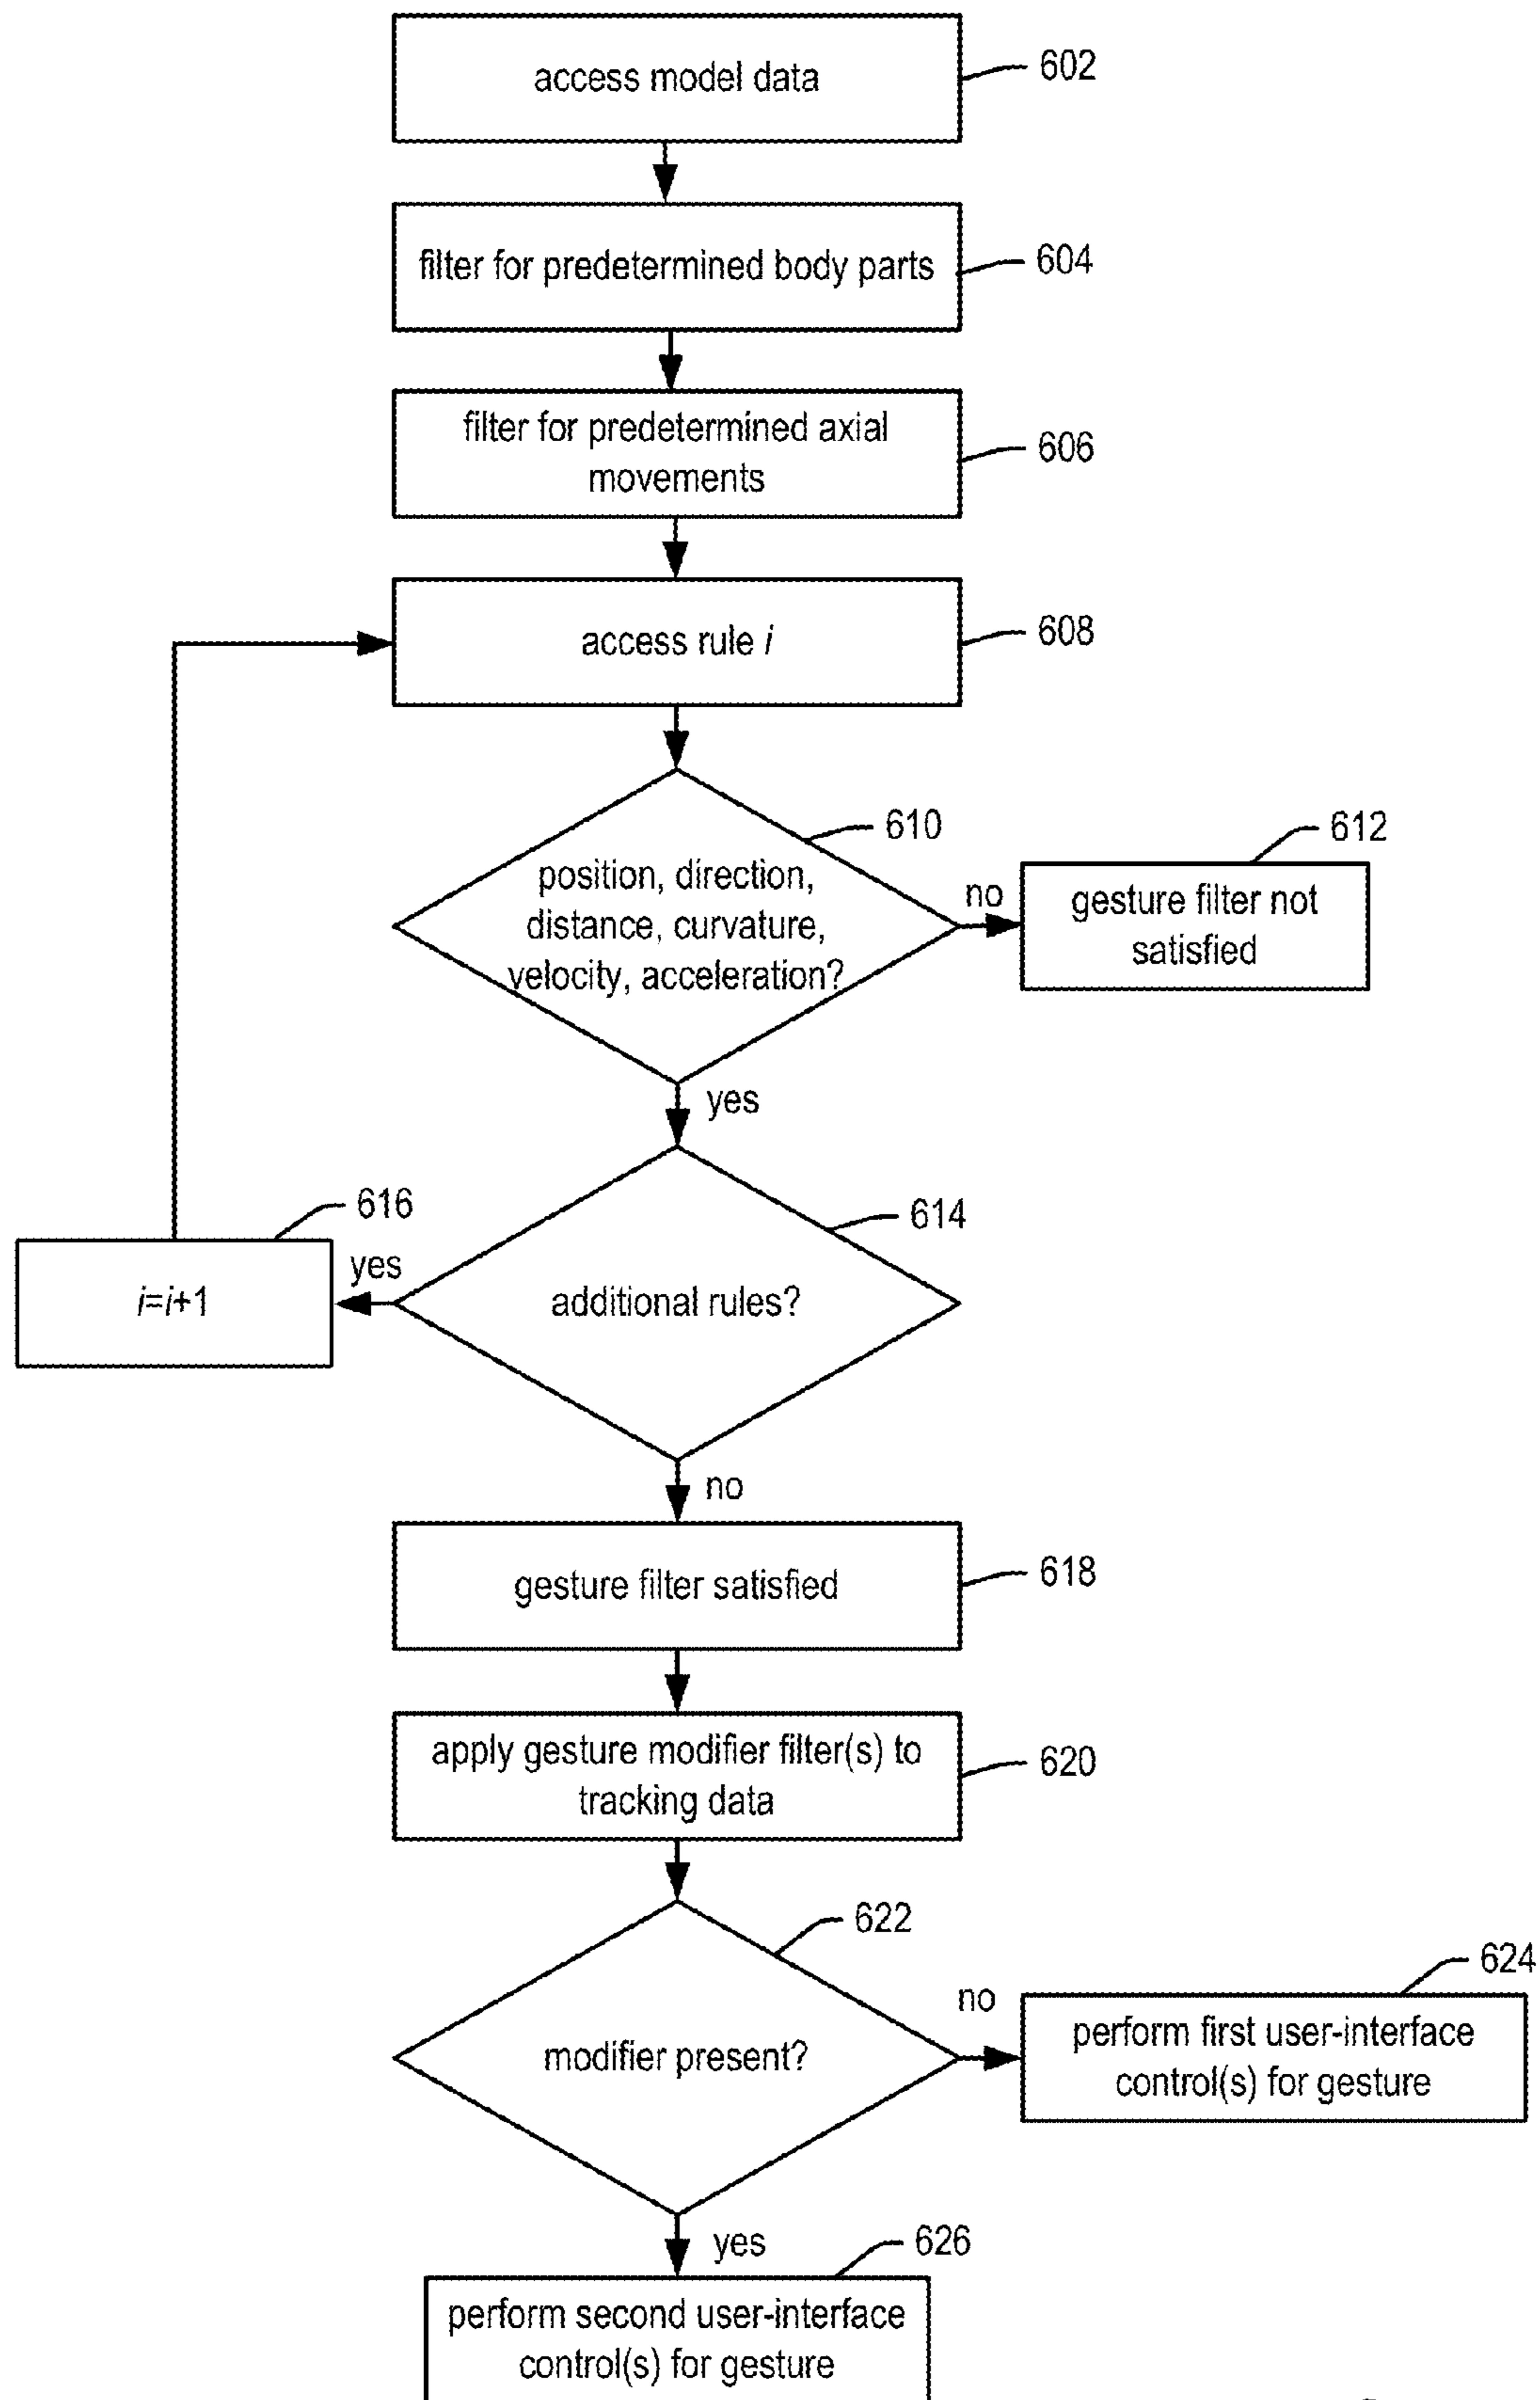 access model data
602
filter for predetermined body parts
604
filter for predetermined axial
movements
606
access rule i
608
610
position, direction,
distance, curvature,
velocity, acceleration?
no
612
gesture filter not
satisfied
yes
614
additional rules?
yes
616
i=i+1
no
gesture filter satisfied
618
apply gesture modifier filter(s) to
tracking data
620
622
modifier present?
no
624
perform first user-interface
control(s) for gesture
yes
626
perform second user-interface
control(s) for gesture